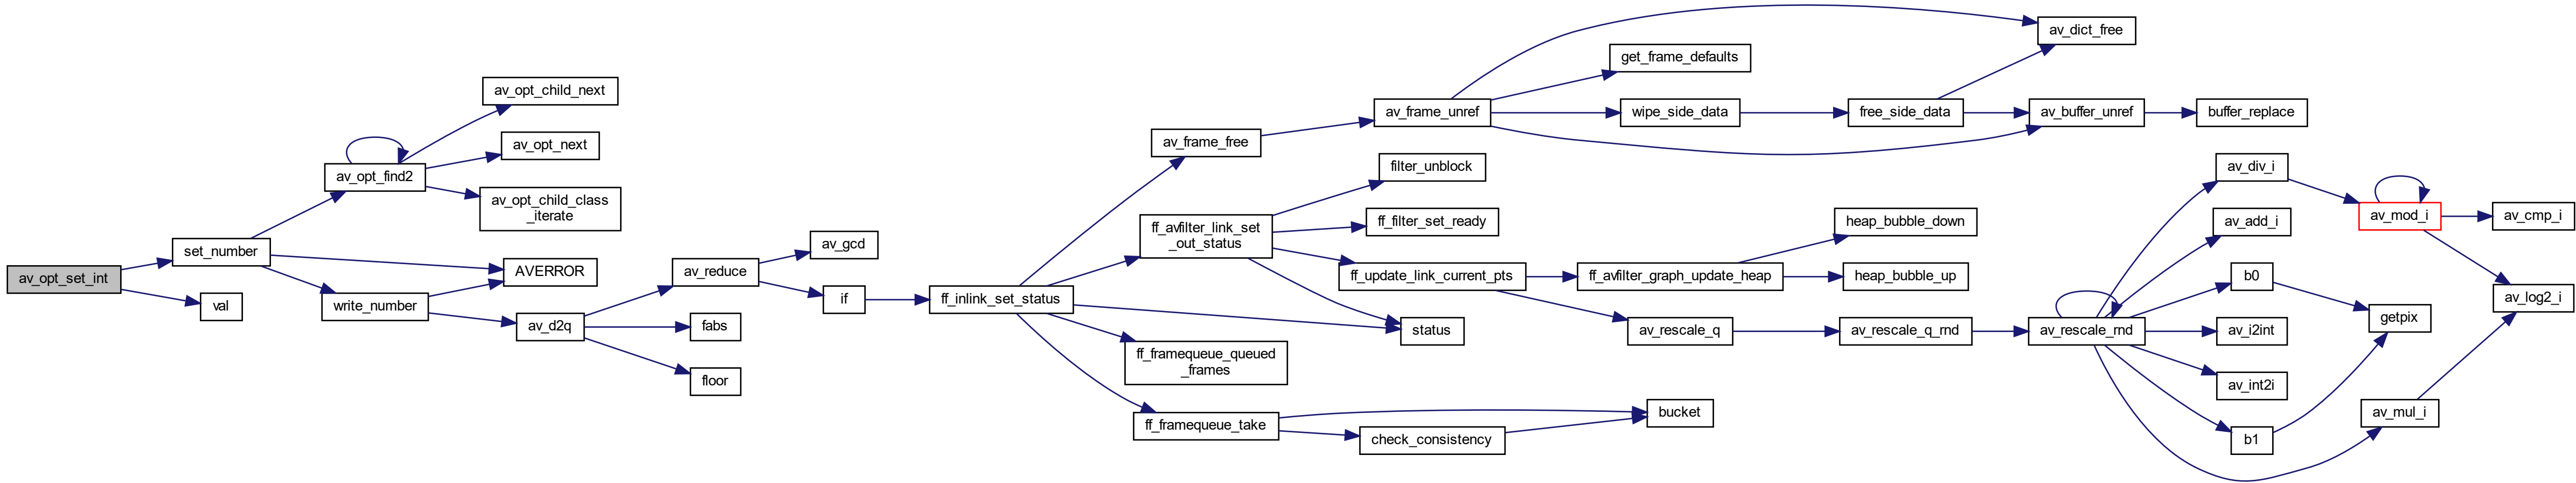 av_opt_set_int
set_number
val
av_opt_find2
write_number
av_opt_child_next
av_opt_next
av_opt_child_class
_iterate
AVERROR
av_d2q
av_reduce
fabs
floor
av_gcd
if
ff_inlink_set_status
av_frame_free
ff_avfilter_link_set
_out_status
ff_framequeue_queued
_frames
ff_framequeue_take
av_frame_unref
filter_unblock
ff_filter_set_ready
ff_update_link_current_pts
status
check_consistency
bucket
get_frame_defaults
wipe_side_data
ff_avfilter_graph_update_heap
av_rescale_q
free_side_data
heap_bubble_down
heap_bubble_up
av_rescale_q_rnd
av_dict_free
av_buffer_unref
av_rescale_rnd
buffer_replace
av_div_i
av_add_i
b0
av_i2int
av_int2i
b1
av_mod_i
getpix
av_mul_i
av_cmp_i
av_log2_i